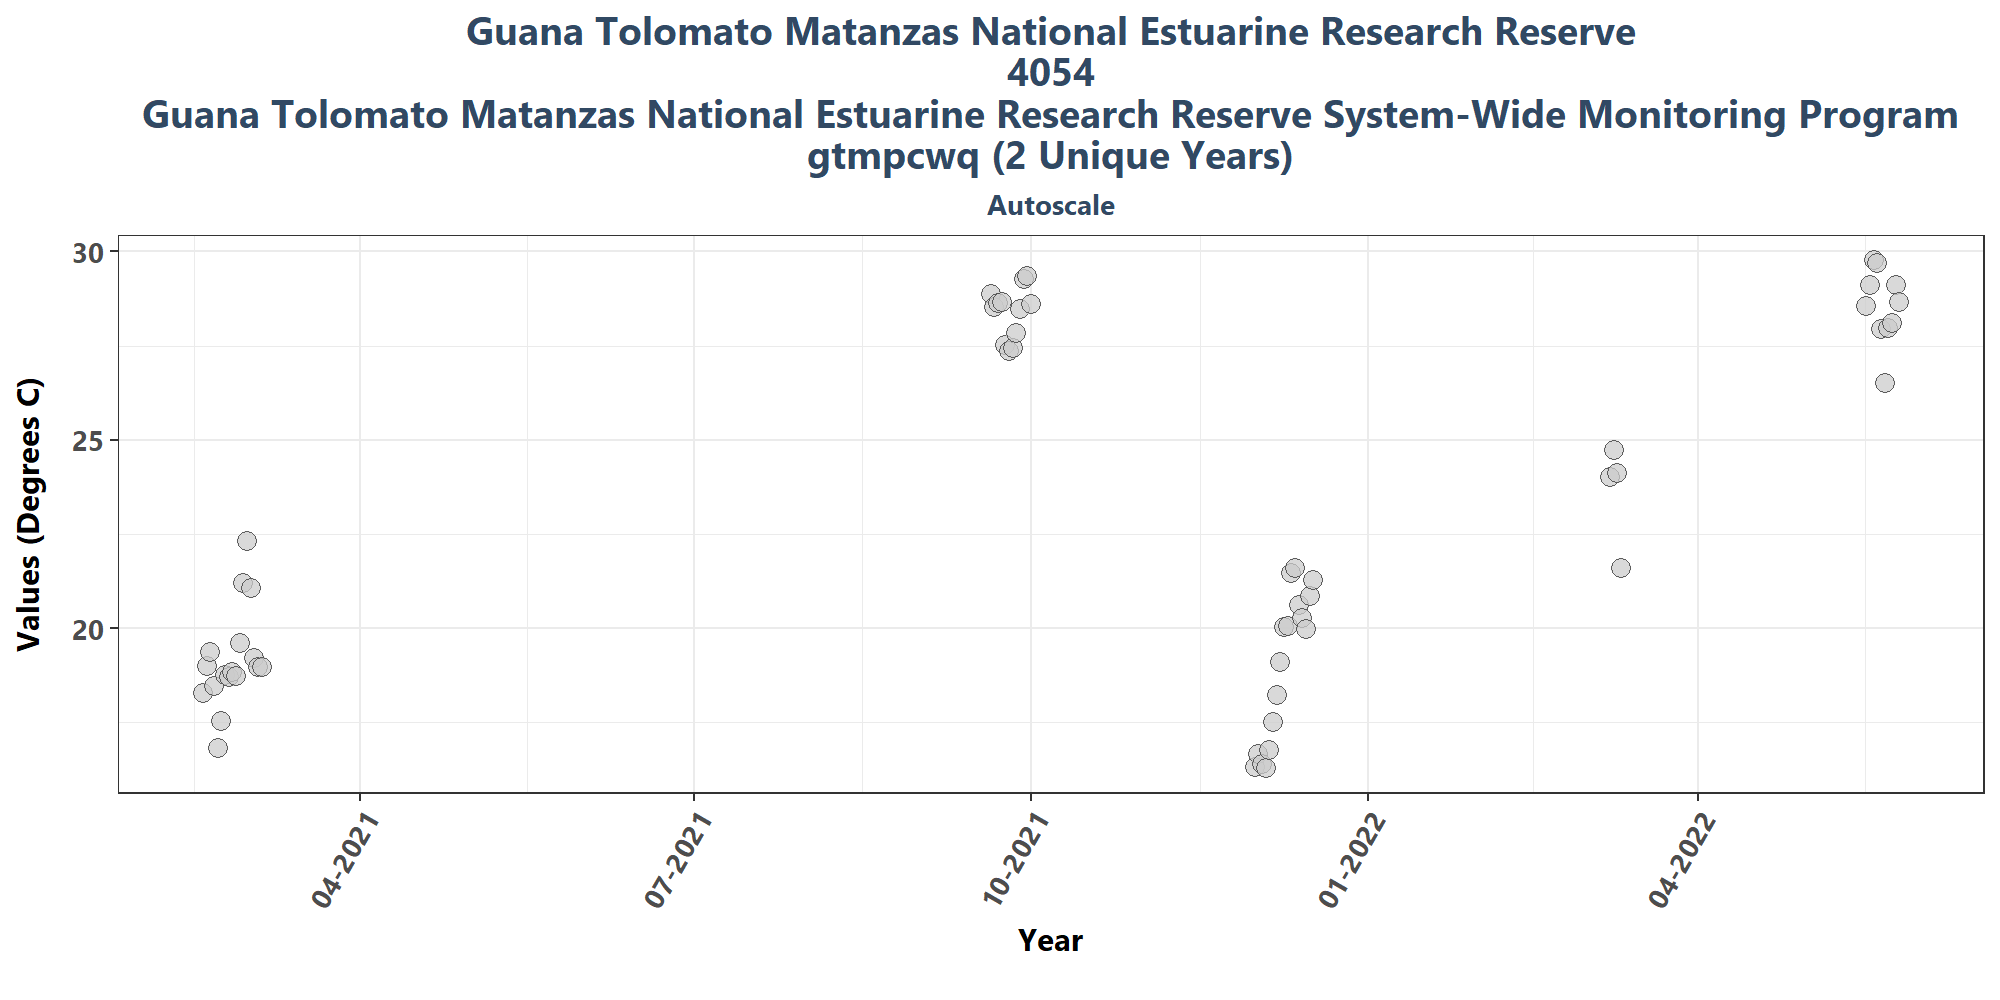 Guana Tolomato Matanzas National Estuarine Research Reserve
4054
Guana Tolomato Matanzas National Estuarine Research Reserve System-Wide Monitoring Program
gtmpcwq (2 Unique Years)
Autoscale
Values (Degrees C)
30
25
20
04-2021
07-2021
10-2021
01-2022
04-2022
Year